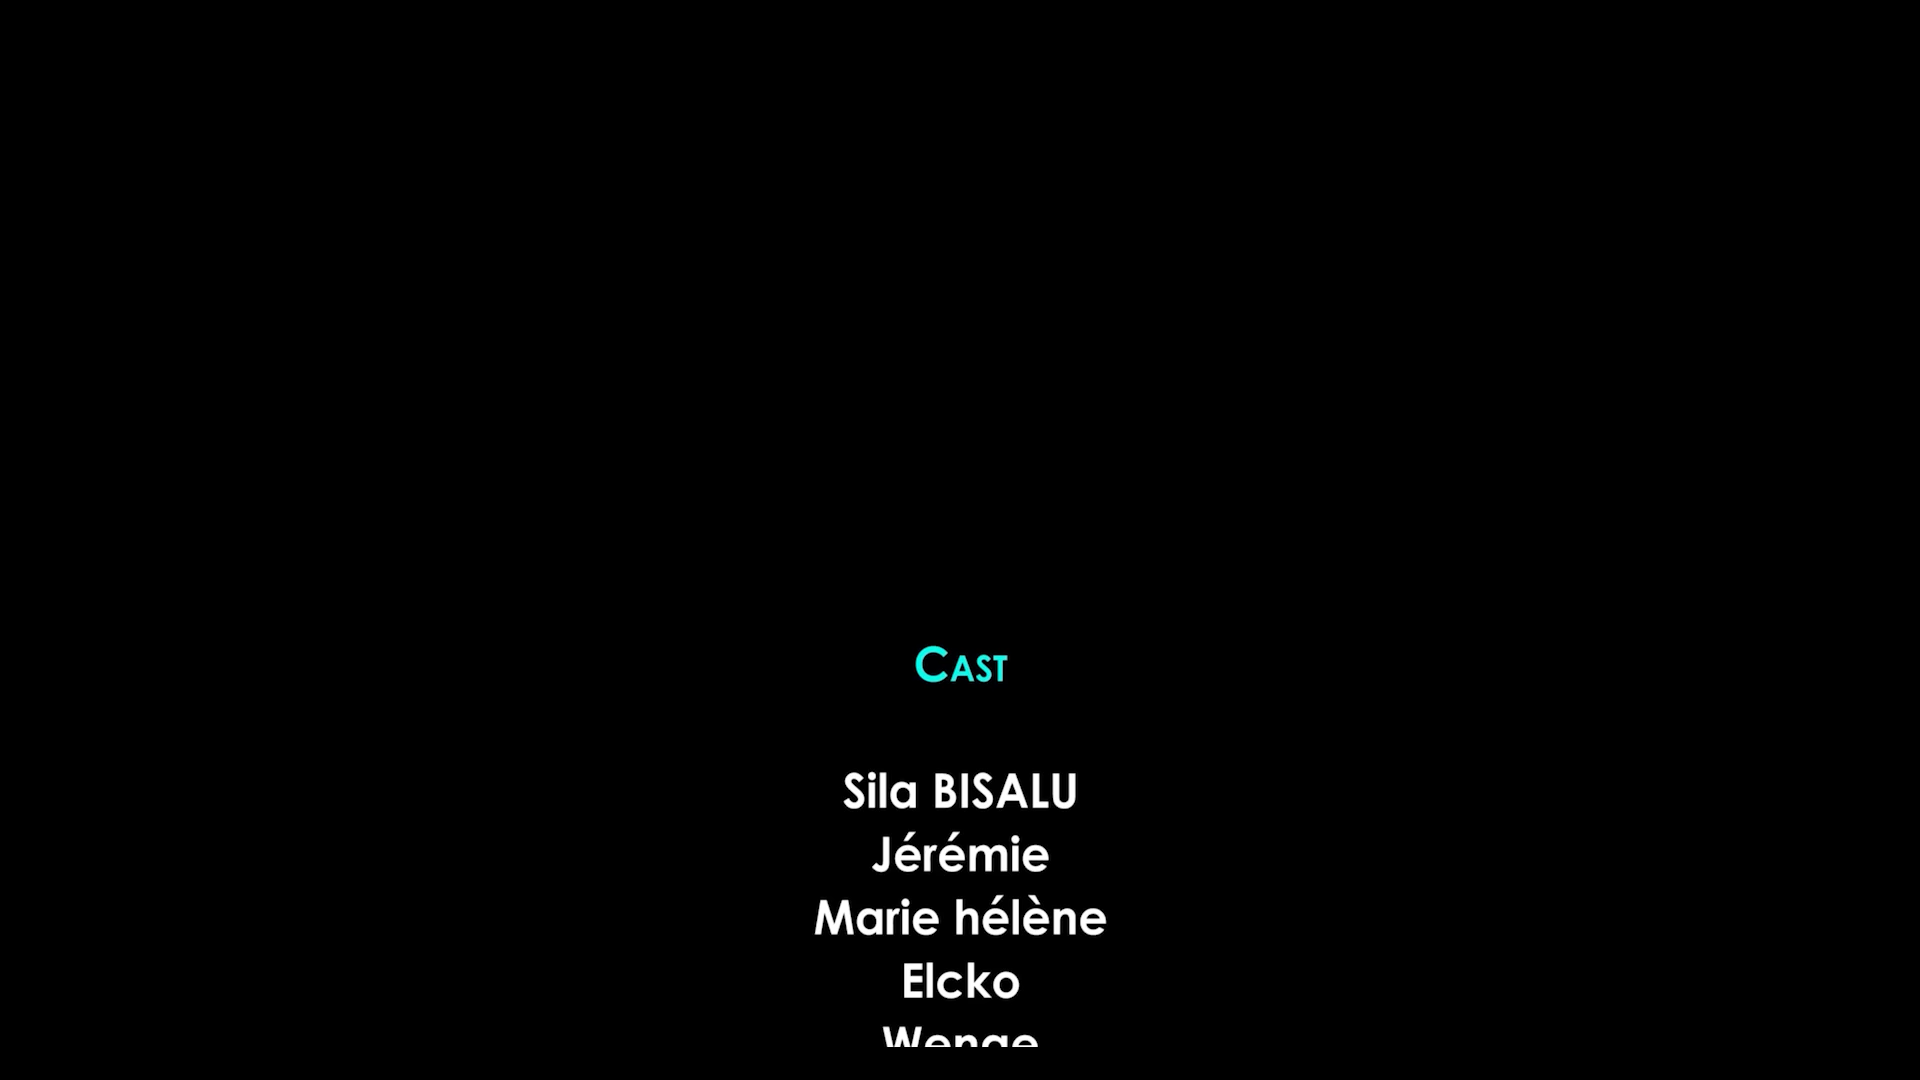 Cast
Sila BISALU
Jérémie
Marie hélène
Elcko